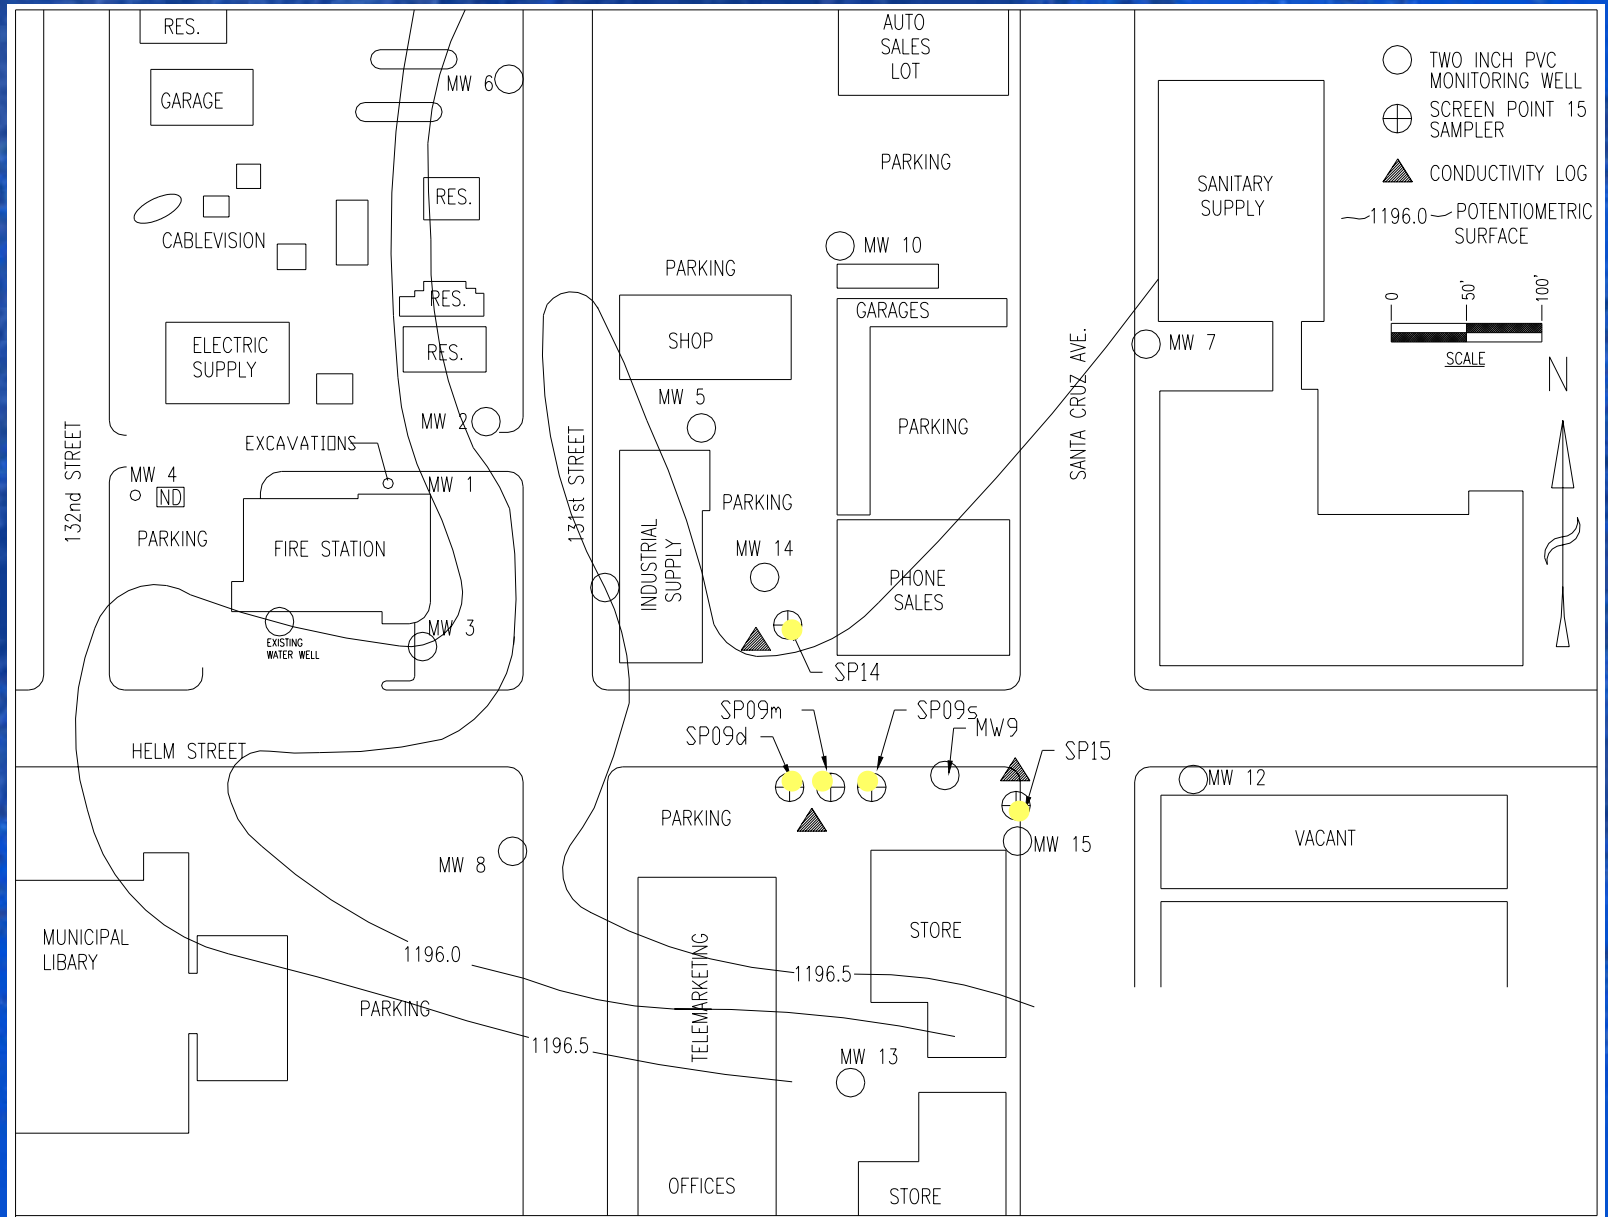 RES.
GARAGE
MW 6
AUTO
SALES
LOT
TWO INCH PVC
MONITORING WELL
SCREEN POINT 15
SAMPLER
CONDUCTIVITY LOG
1196.0
POTENTIOMETRIC
SURFACE
0
50'
100'
SCALE
N
PARKING
SANITARY
SUPPLY
RES.
CABLEVISION
MW 10
PARKING
RES.
GARAGES
ELECTRIC
SUPPLY
RES.
SHOP
MW 7
SANTA CRUZ AVE.
MW 5
MW 2
PARKING
EXCAVATIONS
132nd STREET
131st STREET
MW 4
ND
MW 1
PARKING
PARKING
FIRE STATION
INDUSTRIAL
SUPPLY
MW 14
PHONE
SALES
MW 3
EXISTING
WATER WELL
SP14
SP09m
SP09s
SP09d
MW9
SP15
HELM STREET
MW 12
PARKING
MW 8
MW 15
VACANT
MUNICIPAL
LIBARY
1196.0
TELEMARKETING
STORE
1196.5
PARKING
1196.5
MW 13
OFFICES
STORE